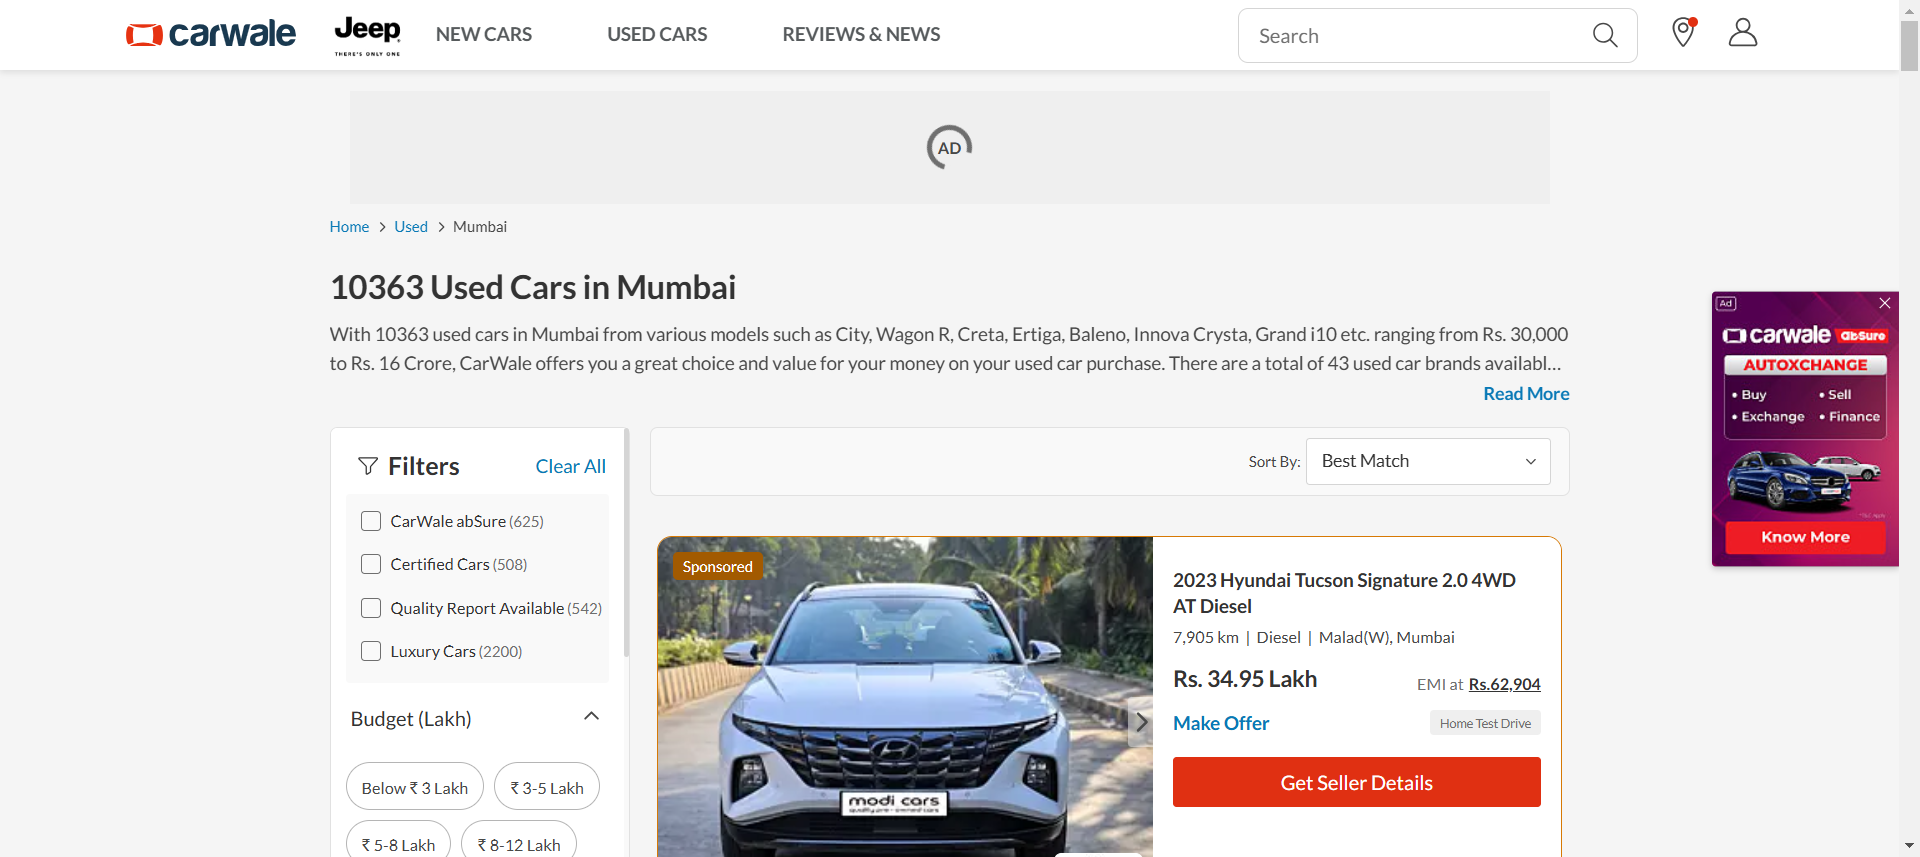 carwale
Jeep
THERE'S ONLY ONE
NEW CARS
USED CARS
REVIEWS & NEWS
Search
AD
Home > Used > Mumbai
10363 Used Cars in Mumbai
With 10363 used cars in Mumbai from various models such as City, Wagon R, Creta, Ertiga, Baleno, Innova Crysta, Grand i10 etc. ranging from Rs. 30,000
to Rs. 16 Crore, CarWale offers you a great choice and value for your money on your used car purchase. There are a total of 43 used car brands availabl...
Read More
Filters
Clear All
CarWale abSure (625)
Certified Cars (508)
Quality Report Available (542)
Luxury Cars (2200)
Budget (Lakh)
Below ₹ 3 Lakh
₹ 3-5 Lakh
₹ 5-8 Lakh
₹ 8-12 Lakh
Sort By:
Best Match
Sponsored
modi cars
quality pre - owned cars
2023 Hyundai Tucson Signature 2.0 4WD
AT Diesel
7,905 km | Diesel | Malad(W), Mumbai
Rs. 34.95 Lakh
EMI at Rs.62,904
Make Offer
Home Test Drive
Get Seller Details
Ad
carwale abSure
AUTOXCHANGE
• Buy • Sell
• Exchange • Finance
Know More